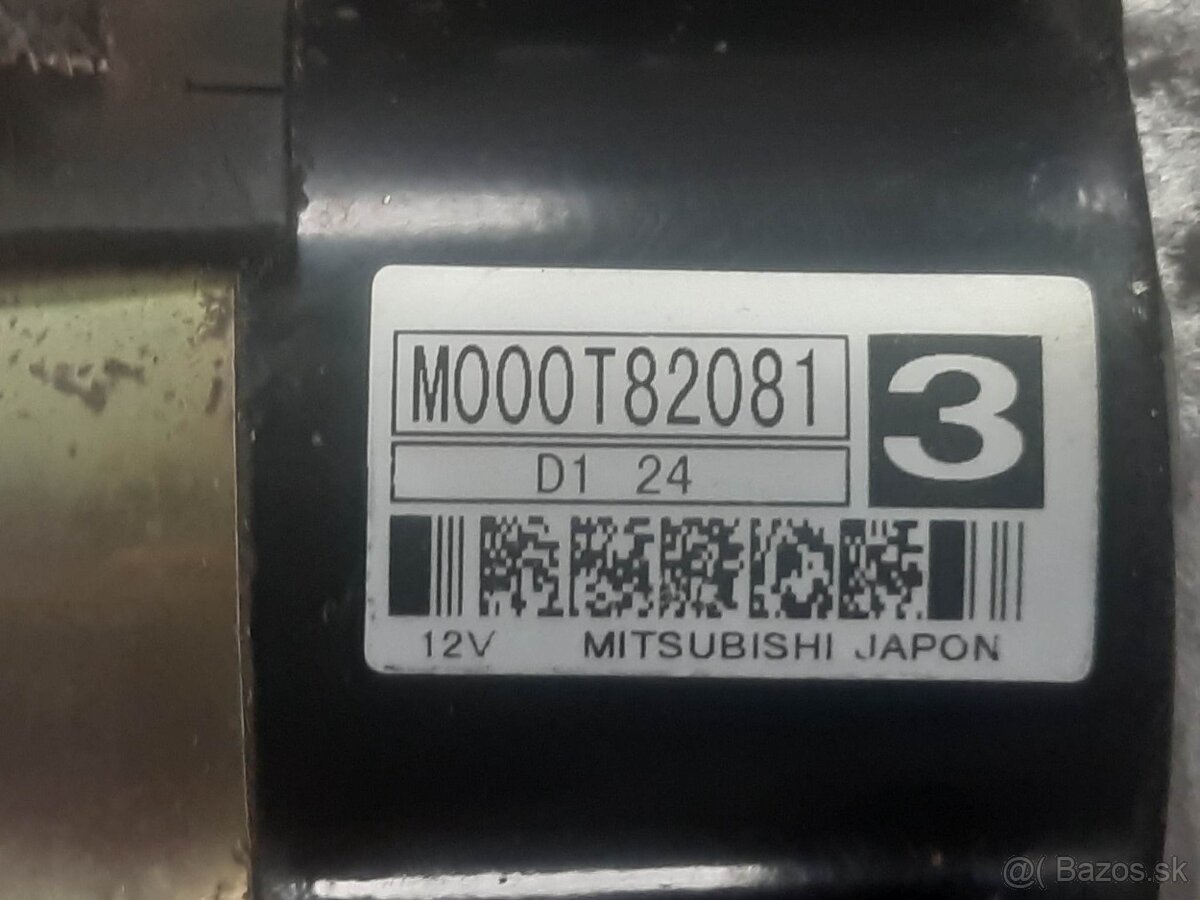 M000T82081
3
D1 24
12V MITSUBISHI JAPON
@( Bazos.sk